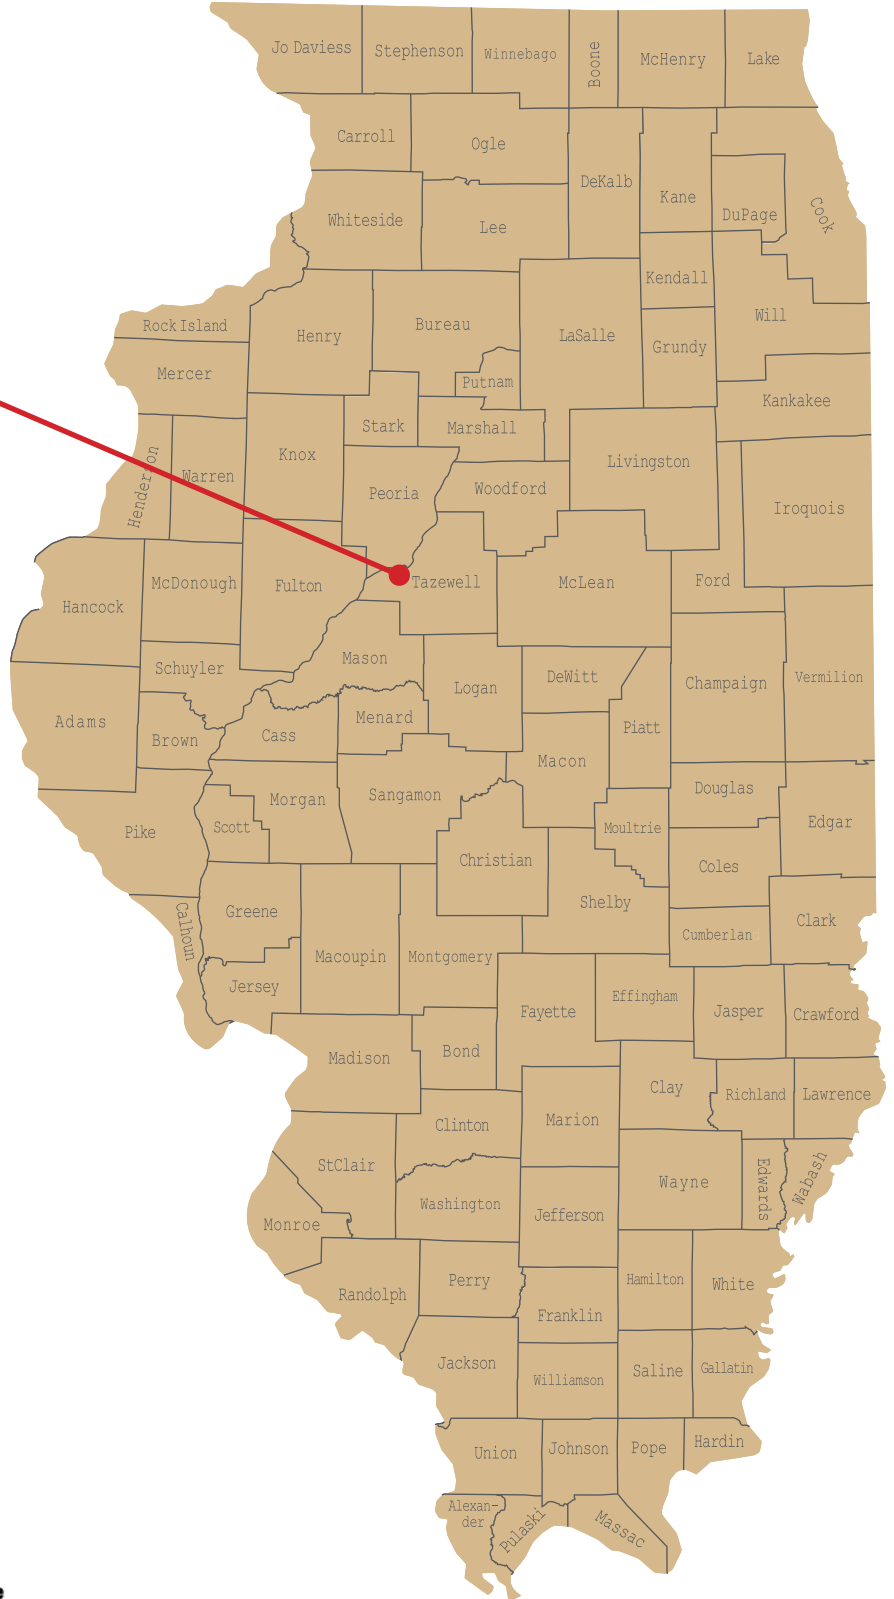 Jo Daviess
Stephenson
Winnebago
Boone
McHenry
Lake
Carroll
Ogle
DeKalb
Kane
DuPage
Cook
Whiteside
Lee
Kendall
Rock Island
Henry
Bureau
LaSalle
Grundy
Will
Mercer
Putnam
Kankakee
Stark
Marshall
Henderson
Warren
Knox
Peoria
Woodford
Livingston
Iroquois
Hancock
McDonough
Fulton
Tazewell
McLean
Ford
Schuyler
Mason
Logan
DeWitt
Champaign
Vermilion
Adams
Brown
Cass
Menard
Piatt
Macon
Pike
Scott
Morgan
Sangamon
Douglas
Edgar
Moultrie
Christian
Coles
Calhoun
Greene
Shelby
Clark
Cumberlan
Macoupin
Montgomery
Jersey
Fayette
Effingham
Jasper
Crawford
Madison
Bond
Clay
Richland
Lawrence
Clinton
Marion
StClair
Wayne
Edwards
Wabash
Washington
Jefferson
Monroe
Randolph
Perry
Hamilton
White
Franklin
Jackson
Williamson
Saline
Gallatin
Union
Johnson
Pope
Hardin
Alexan-
der
Pulaski
Massac
e